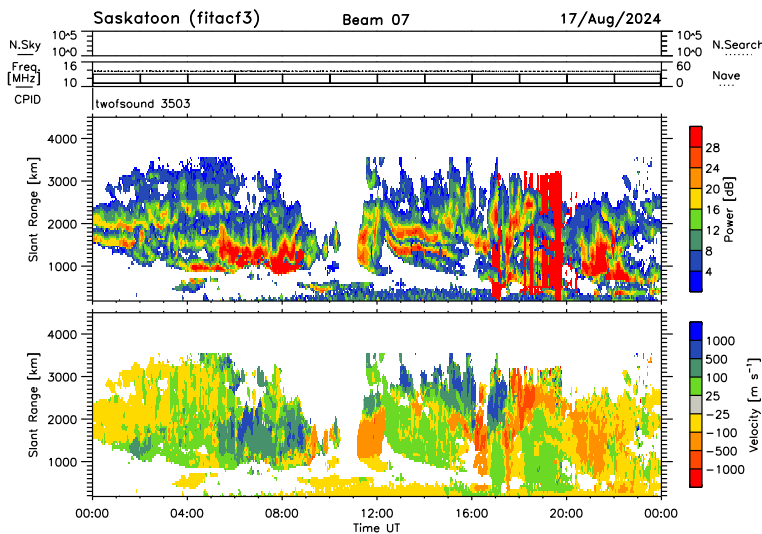 Saskatoon (fitacf3) Beam 07 17/Aug/2024
N.Sky 10^5 10^5 N.Search
10^0 10^0
Freq. 16 60 Nave
[MHz] 10 0
CPID twofsound 3503
4000
3000
2000
1000
Slant Range [km]
28
24
20
16
12
8
4
Power [dB]
4000
3000
2000
1000
Slant Range [km]
1000
500
100
25
−25
−100
−500
−1000
Velocity [m s⁻¹]
00:00 04:00 08:00 12:00 16:00 20:00 00:00
Time UT